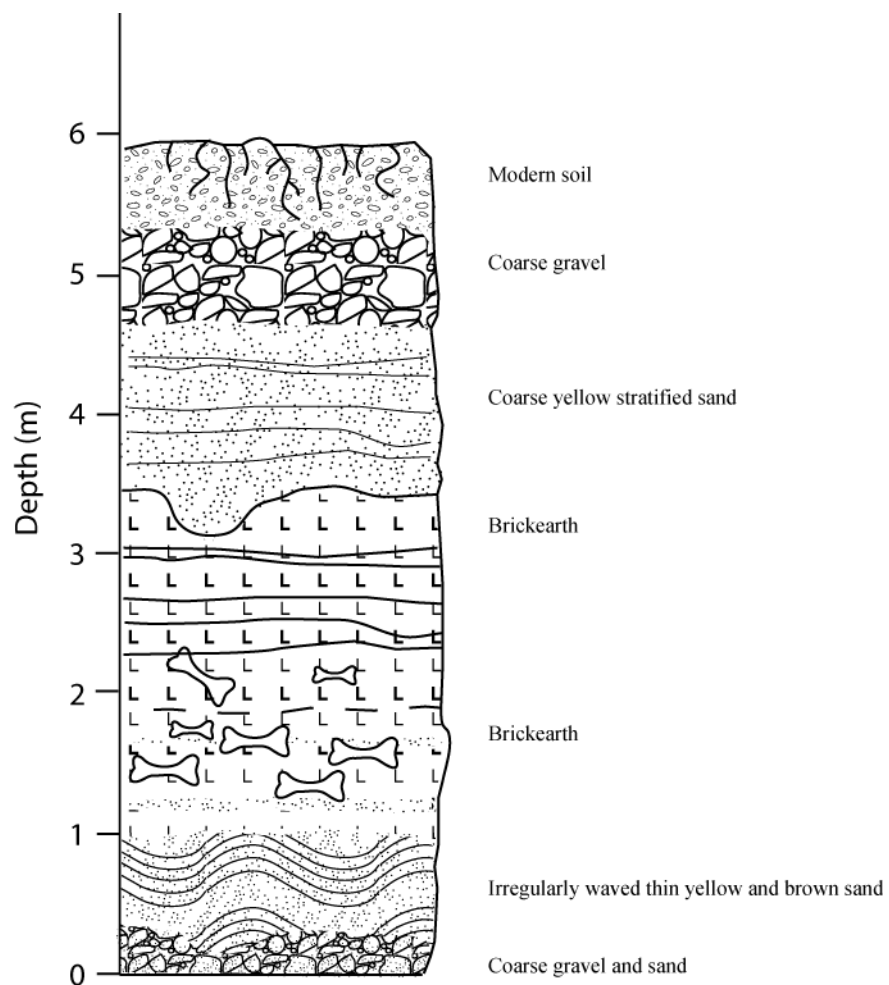 6
Modern soil
Coarse gravel
5
Coarse yellow stratified sand
4
Depth (m)
Brickearth
3
2
Brickearth
1
Irregularly waved thin yellow and brown sand
Coarse gravel and sand
0